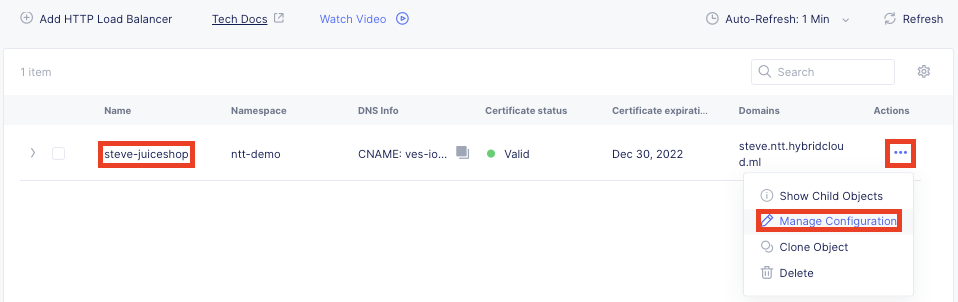 Add HTTP Load Balancer Tech Docs Watch Video Auto-Refresh: 1 Min Refresh
1 item Search
Name Namespace DNS Info Certificate status Certificate expirati... Domains Actions
steve-juiceshop ntt-demo CNAME: ves-io... Valid Dec 30, 2022 steve.ntt.hybridclou
d.ml
Show Child Objects
Manage Configuration
Clone Object
Delete